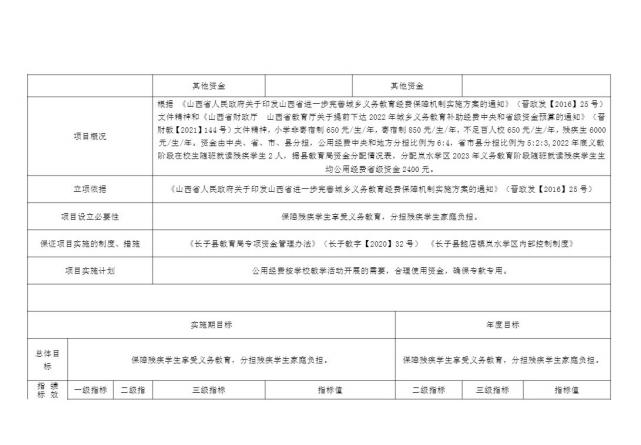 其他资金 其他资金
项目概况
根据 《山西省人民政府关于印发山西省进一步完善城乡义务教育经费保障机制实施方案的通知》（晋政发【2016】25号）
文件精神和《山西省财政厅 山西省教育厅关于提前下达2022年城乡义务教育补助经费中央和省级资金预算的通知》（晋
财教【2021】144号）文件精神，小学非寄宿制650元/生/年，寄宿制850元/生/年，不足百人校650元/生/年，残疾生6000
元/生/年，资金由中央、省、市、县分担，公用经费中央和地方分担比例为6:4，省市县分担比例为5:2:3,2022年底义教
阶段在校生随班就读残疾学生2人，据县教育局资金分配情况表，分配岚水学区2023年义务教育阶段随班就读残疾学生生
均公用经费省级资金2400元。
立项依据 《山西省人民政府关于印发山西省进一步完善城乡义务教育经费保障机制实施方案的通知》（晋政发【2016】25号）
项目设立必要性 保障残疾学生享受义务教育，分担残疾学生家庭负担。
保证项目实施的制度、措施 《长子县教育局专项资金管理办法》（长子教字【2020】32号） 《长子县慈店镇岚水学区内部控制制度》
项目实施计划 公用经费按学校教学活动开展的需要，合理使用资金，确保专款专用。
实施期目标 年度目标
总体目
标
保障残疾学生享受义务教育，分担残疾学生家庭负担。 保障残疾学生享受义务教育，分担残疾学生家庭负担。
指 绩
标 效
一级指标 二级指 三级指标 指标值 二级指标 三级指标 指标值